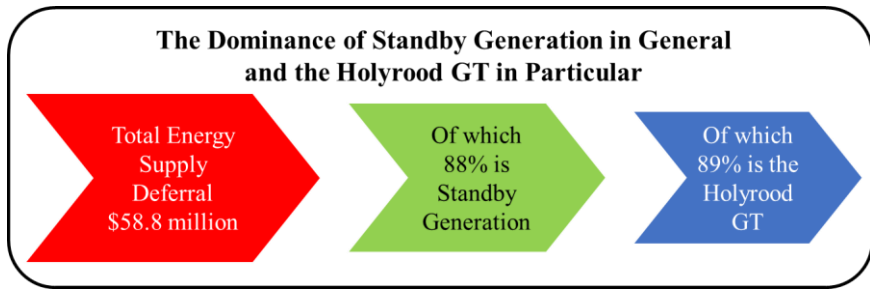 The Dominance of Standby Generation in General
and the Holyrood GT in Particular
Total Energy
Supply
Deferral
$58.8 million
Of which
88% is
Standby
Generation
Of which
89% is the
Holyrood
GT